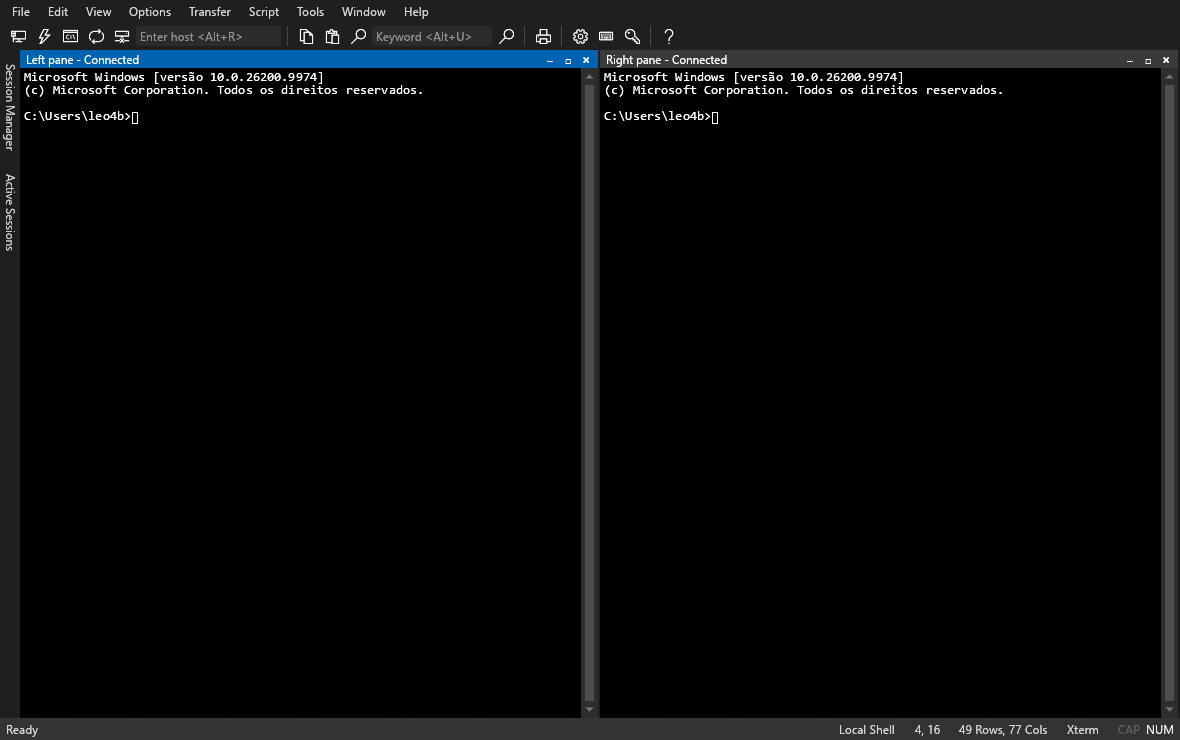 File Edit View Options Transfer Script Tools Window Help
Enter host <Alt+R> Keyword <Alt+U>
Session Manager
Active Sessions
Left pane - Connected
Microsoft Windows [versão 10.0.26200.9974]
(c) Microsoft Corporation. Todos os direitos reservados.
C:\Users\leo4b>
Right pane - Connected
Microsoft Windows [versão 10.0.26200.9974]
(c) Microsoft Corporation. Todos os direitos reservados.
C:\Users\leo4b>
Ready Local Shell 4, 16 49 Rows, 77 Cols Xterm CAP NUM